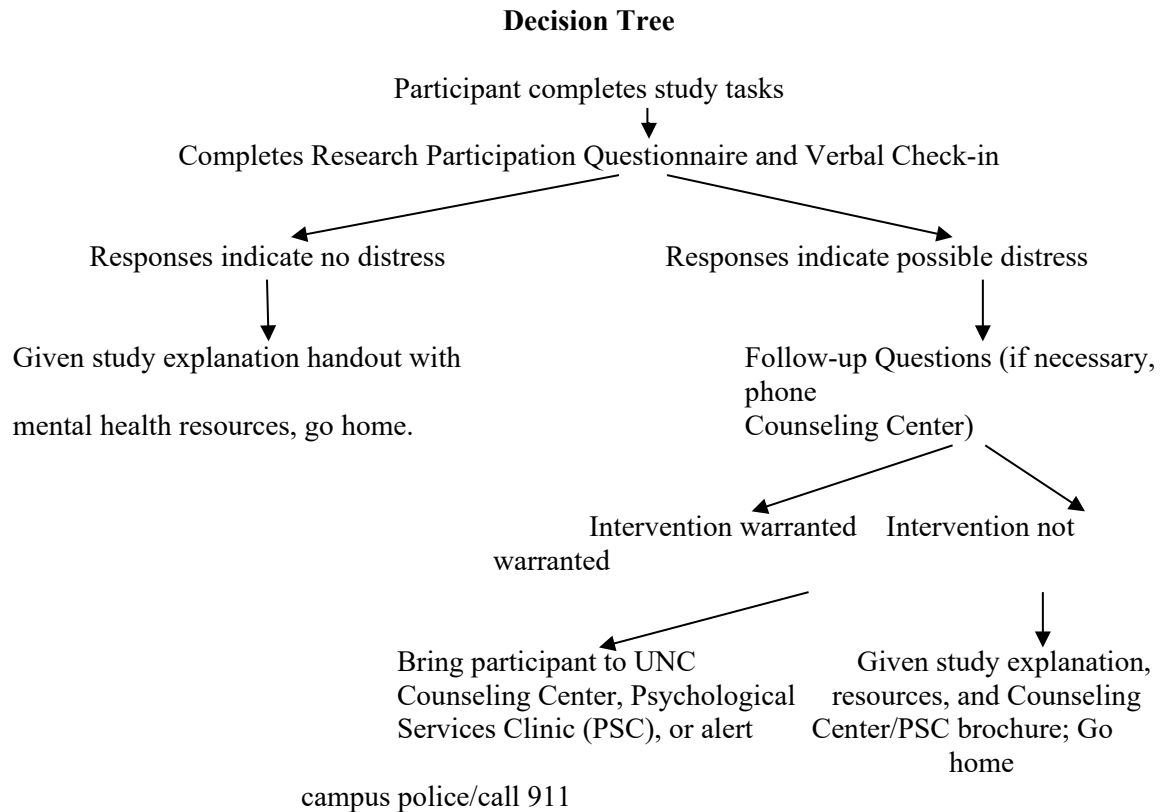 Decision Tree
Participant completes study tasks
Completes Research Participation Questionnaire and Verbal Check-in
Responses indicate no distress
Responses indicate possible distress
Given study explanation handout with
mental health resources, go home.
Follow-up Questions (if necessary,
phone
Counseling Center)
Intervention warranted
Intervention not
warranted
Bring participant to UNC
Counseling Center, Psychological
Services Clinic (PSC), or alert
campus police/call 911
Given study explanation,
resources, and Counseling
Center/PSC brochure; Go
home